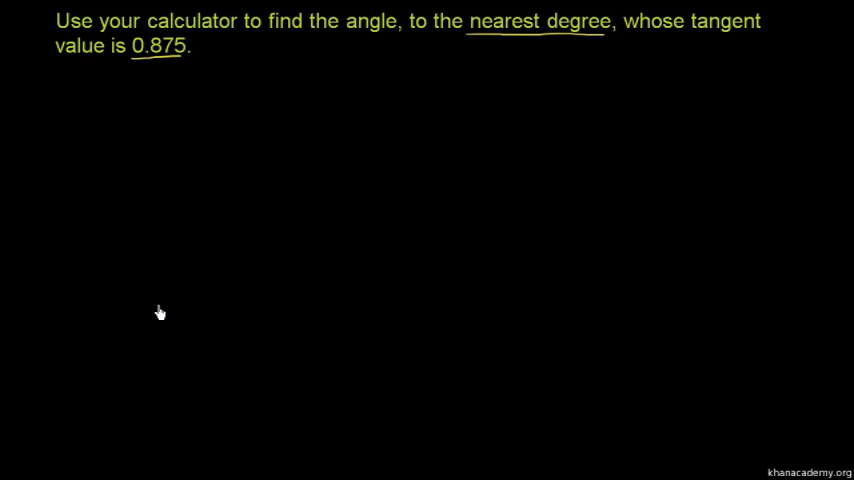 Use your calculator to find the angle, to the nearest degree, whose tangent
value is 0.875.
khanacademy.org